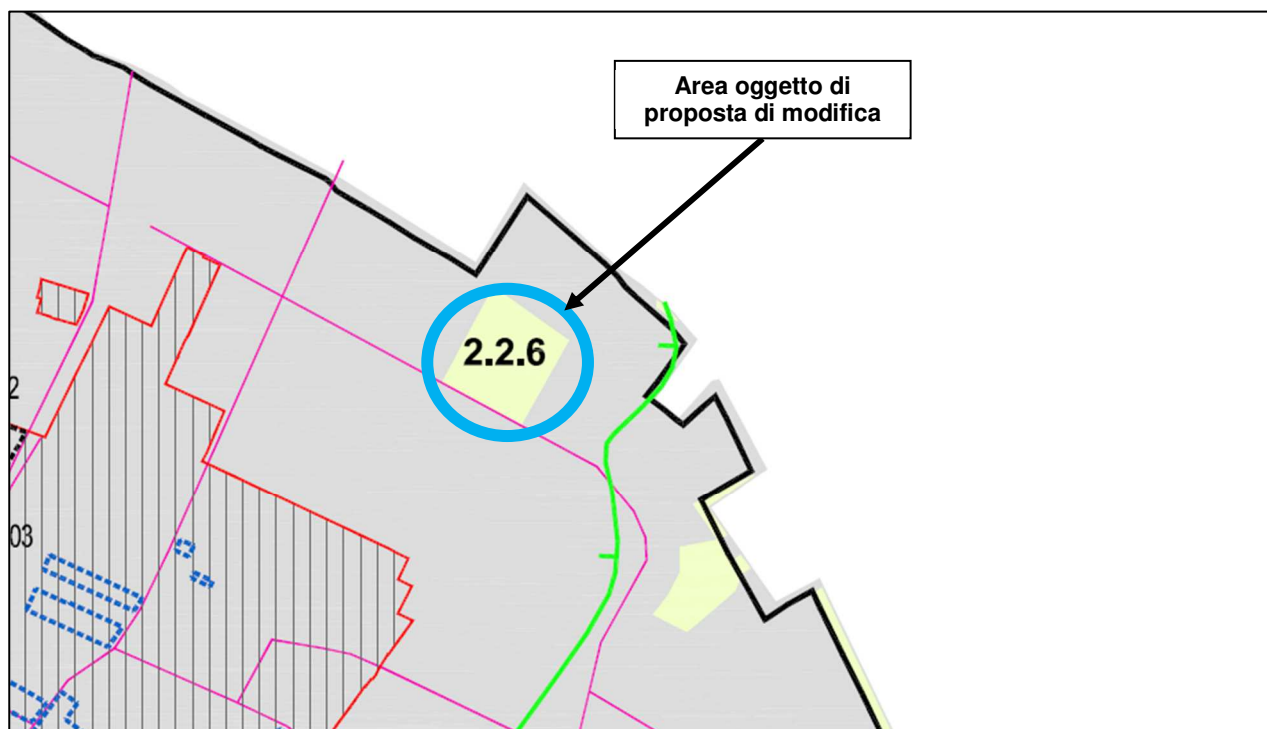 Area oggetto di
proposta di modifica
2.2.6
2
03